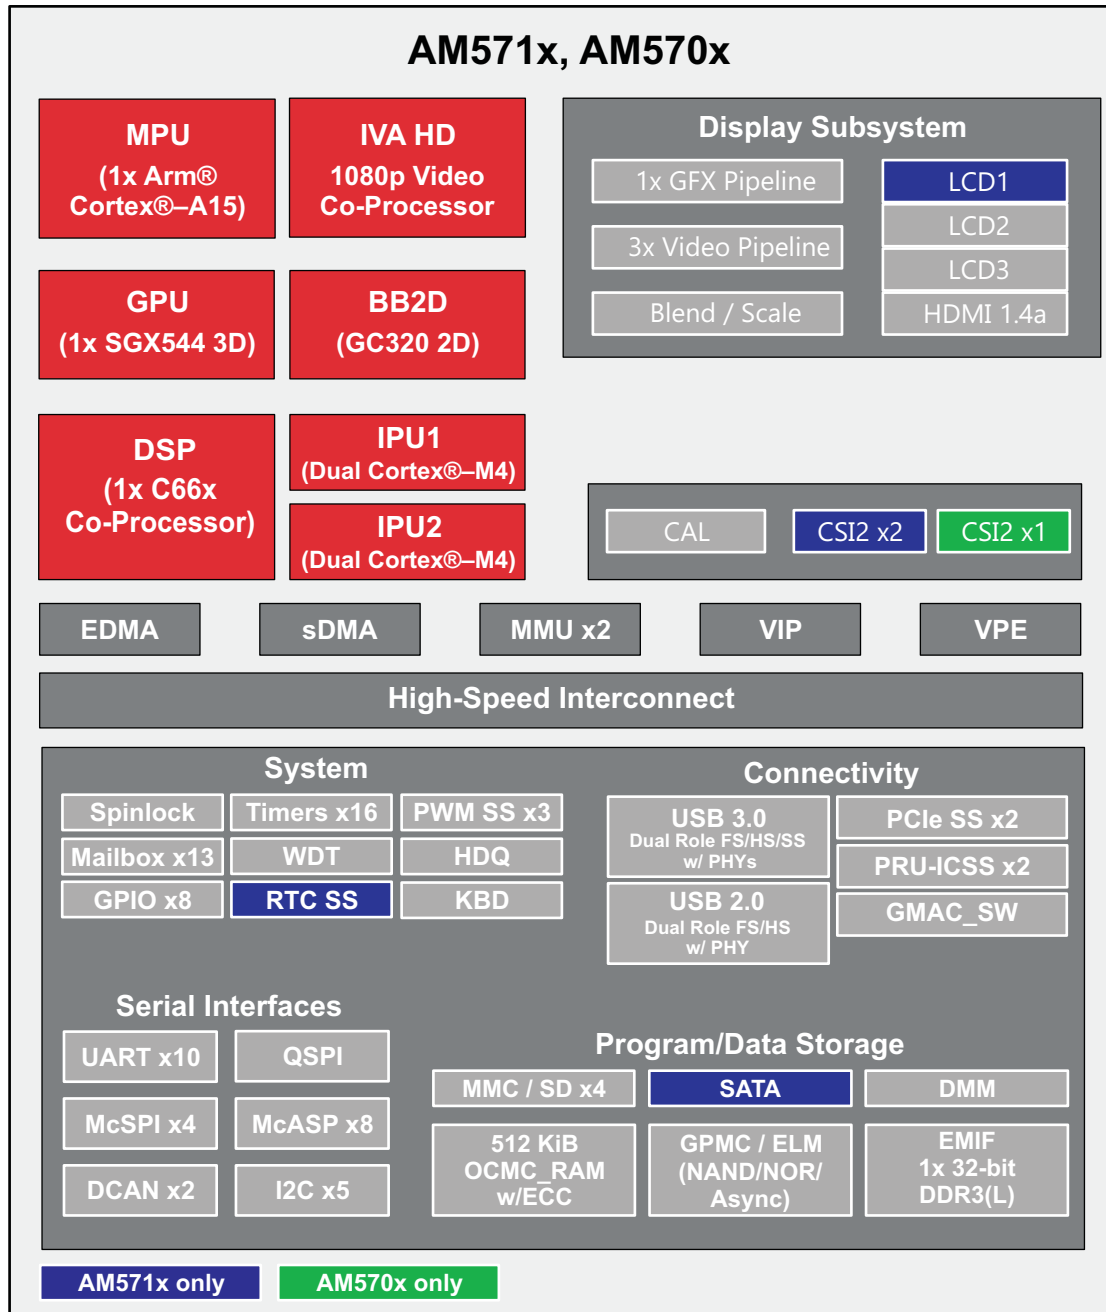 AM571x, AM570x
MPU
(1x Arm®
Cortex®–A15)
IVA HD
1080p Video
Co-Processor
Display Subsystem
1x GFX Pipeline
3x Video Pipeline
Blend / Scale
LCD1
LCD2
LCD3
HDMI 1.4a
GPU
(1x SGX544 3D)
BB2D
(GC320 2D)
DSP
(1x C66x
Co-Processor)
IPU1
(Dual Cortex®–M4)
IPU2
(Dual Cortex®–M4)
CAL
CSI2 x2
CSI2 x1
EDMA
sDMA
MMU x2
VIP
VPE
High-Speed Interconnect
System
Spinlock
Timers x16
PWM SS x3
Mailbox x13
WDT
HDQ
GPIO x8
RTC SS
KBD
Connectivity
USB 3.0
Dual Role FS/HS/SS
w/ PHYs
USB 2.0
Dual Role FS/HS
w/ PHY
PCIe SS x2
PRU-ICSS x2
GMAC_SW
Serial Interfaces
UART x10
QSPI
McSPI x4
McASP x8
DCAN x2
I2C x5
Program/Data Storage
MMC / SD x4
SATA
DMM
512 KiB
OCMC_RAM
w/ECC
GPMC / ELM
(NAND/NOR/
Async)
EMIF
1x 32-bit
DDR3(L)
AM571x only
AM570x only